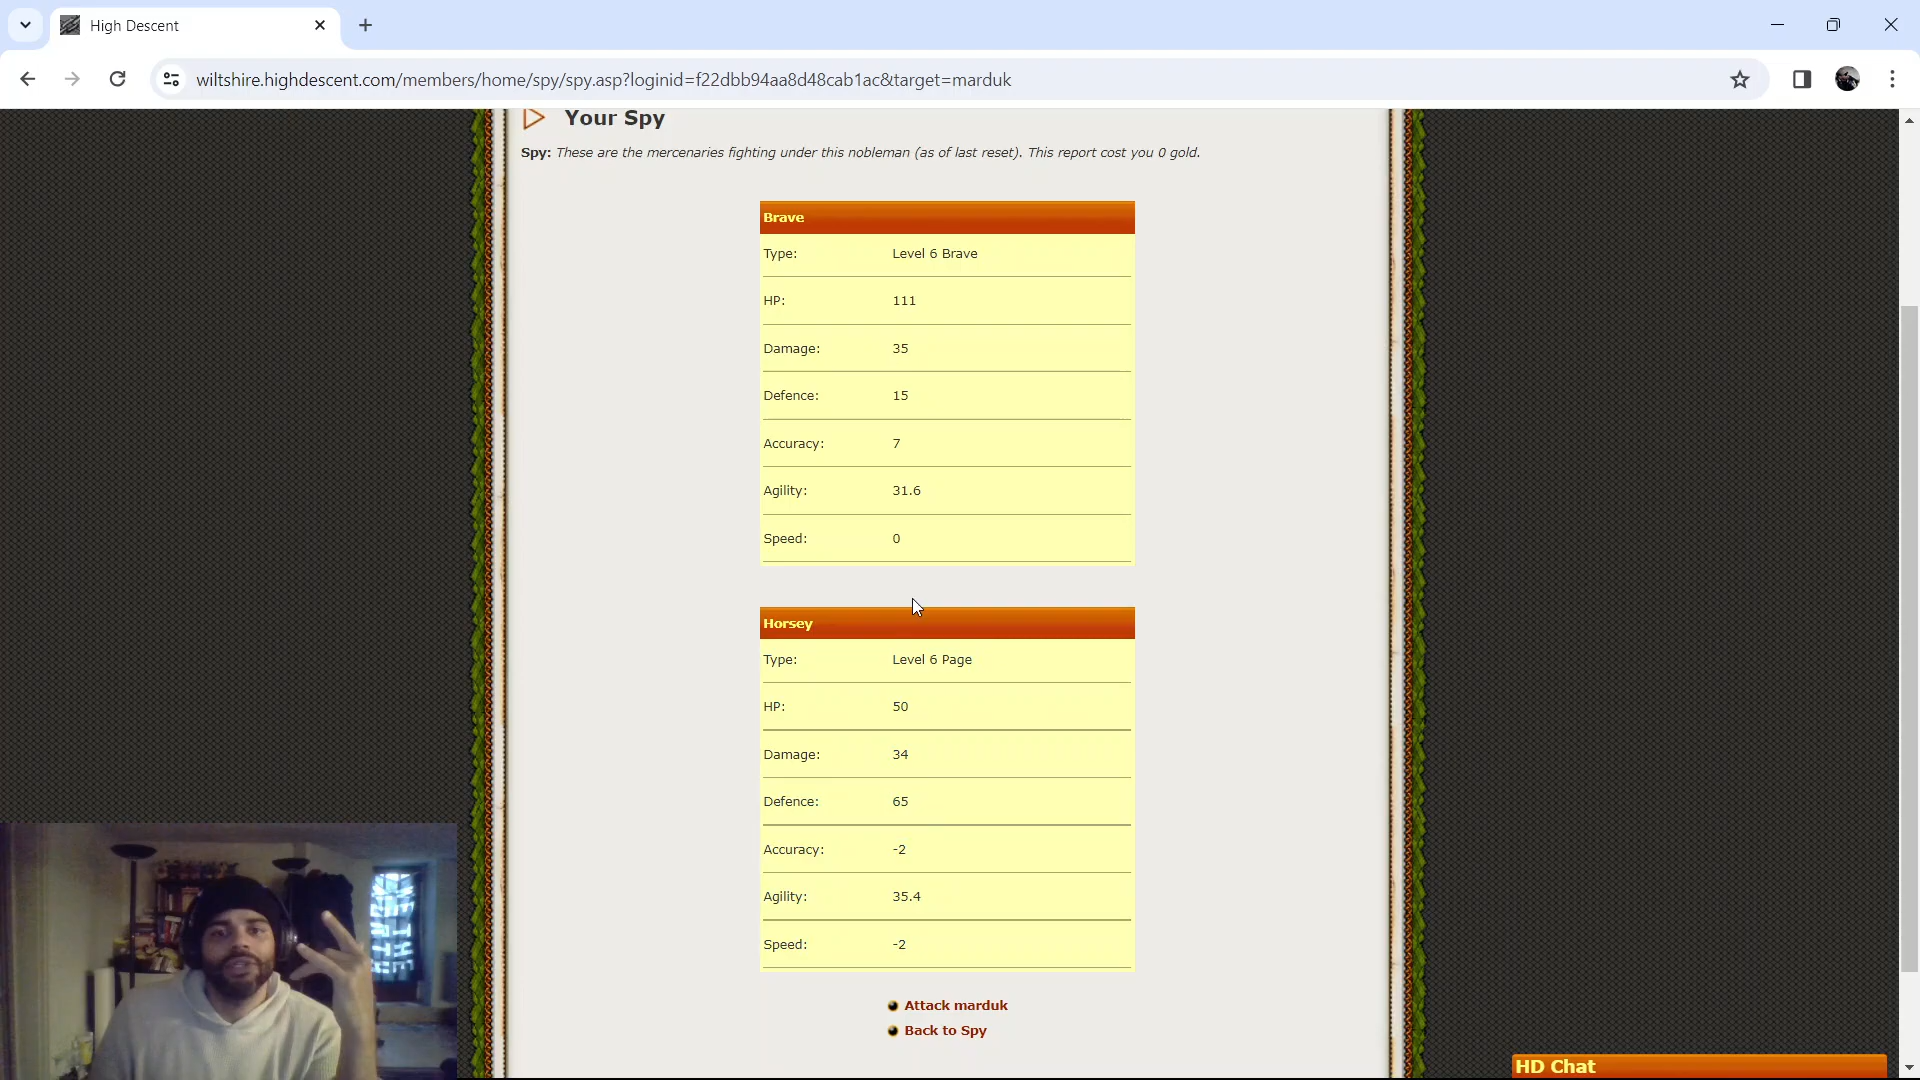 High Descent
wiltshire.highdescent.com/members/home/spy/spy.asp?loginid=f22dbb94aa8d48cab1ac&target=marduk
Your Spy
Spy: These are the mercenaries fighting under this nobleman (as of last reset). This report cost you 0 gold.
Brave
Type: Level 6 Brave
HP: 111
Damage: 35
Defence: 15
Accuracy: 7
Agility: 31.6
Speed: 0
Horsey
Type: Level 6 Page
HP: 50
Damage: 34
Defence: 65
Accuracy: -2
Agility: 35.4
Speed: -2
Attack marduk
Back to Spy
HD Chat